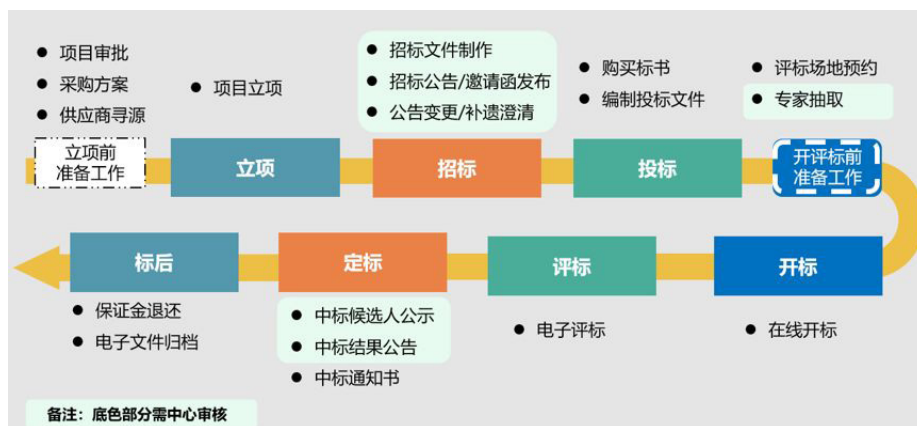 项目审批
采购方案
供应商寻源
项目立项
招标文件制作
招标公告/邀请函发布
公告变更/补遗澄清
购买标书
编制投标文件
评标场地预约
专家抽取
立项前
准备工作
立项
招标
投标
开评标前
准备工作
标后
定标
评标
开标
保证金退还
电子文件归档
中标候选人公示
中标结果公告
中标通知书
电子评标
在线开标
备注：底色部分需中心审核